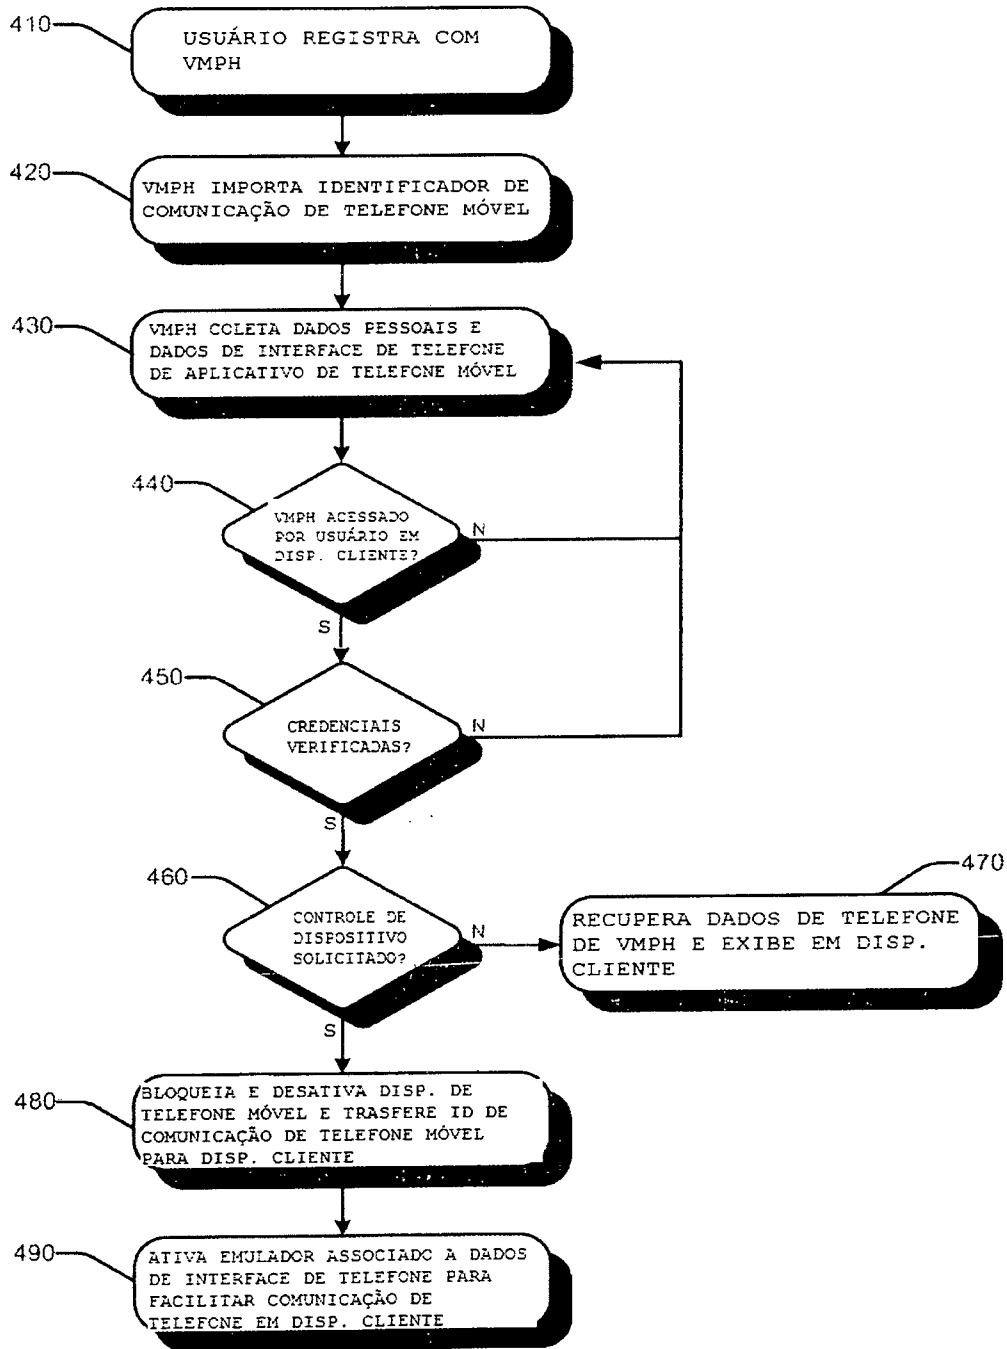 410
USUÁRIO REGISTRA COM
VMPH
420
VMPH IMPORTA IDENTIFICADOR DE
COMUNICAÇÃO DE TELEFONE MÓVEL
430
VMPH COLETA DADOS PESSOAIS E
DADOS DE INTERFACE DE TELEFONE
DE APLICATIVO DE TELEFONE MÓVEL
440
VMPH ACESSADO
POR USUÁRIO EM
DISP. CLIENTE?
N
S
450
CREDENCIAIS
VERIFICADAS?
N
S
460
CONTROLE DE
DISPOSITIVO
SOLICITADO?
N
S
470
RECUPERA DADOS DE TELEFONE
DE VMPH E EXIBE EM DISP.
CLIENTE
480
BLOQUEIA E DESATIVA DISP. DE
TELEFONE MÓVEL E TRASFERE ID DE
COMUNICAÇÃO DE TELEFONE MÓVEL
PARA DISP. CLIENTE
490
ATIVA EMULADOR ASSOCIADO A DADOS
DE INTERFACE DE TELEFONE PARA
FACILITAR COMUNICAÇÃO DE
TELEFONE EM DISP. CLIENTE